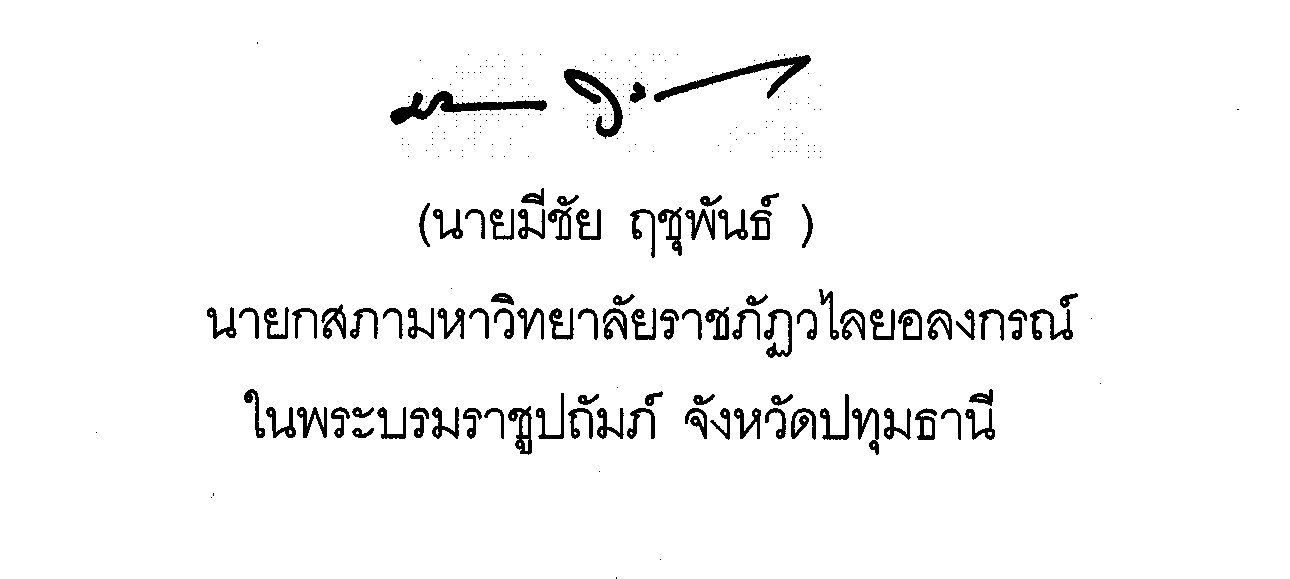 (นายมีชัย ฤชุพันธ์ )
นายกสภามหาวิทยาลัยราชภัฏวไลยอลงกรณ์
ในพระบรมราชูปถัมภ์ จังหวัดปทุมธานี